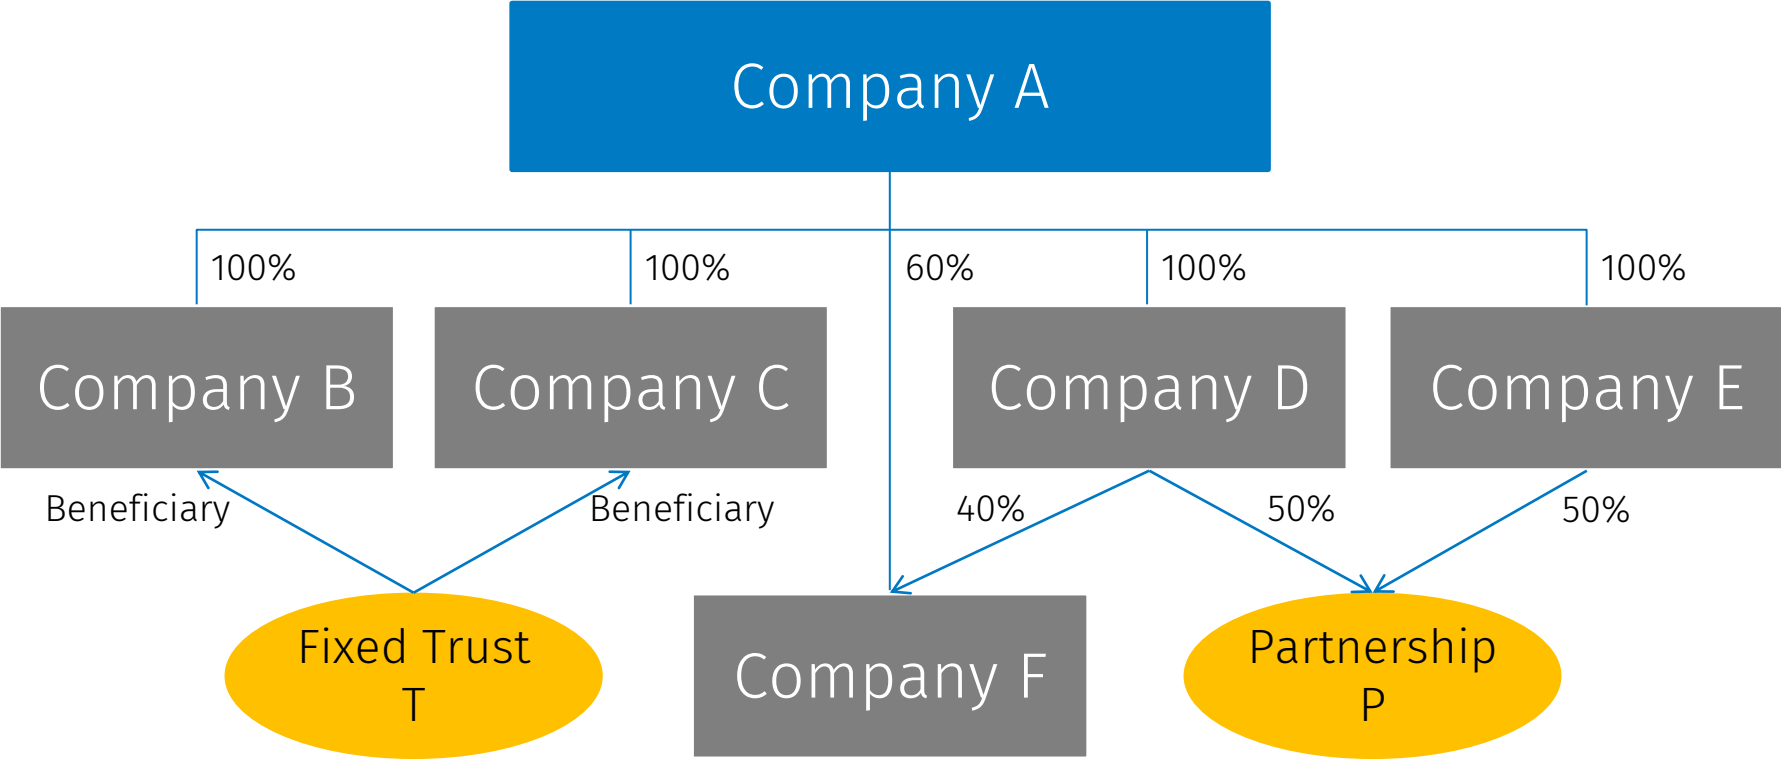 Company A
100%
100%
60%
100%
100%
Company B
Company C
Company D
Company E
Beneficiary
Beneficiary
40%
50%
50%
Fixed Trust
T
Company F
Partnership
P